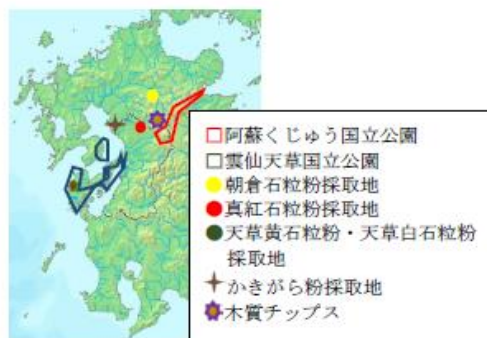 □阿蘇くじゅう国立公園
□雲仙天草国立公園
●朝倉石粒粉採取地
●真紅石粒粉採取地
●天草黄石粒粉・天草白石粒粉
採取地
かきがら粉採取地
木質チップス